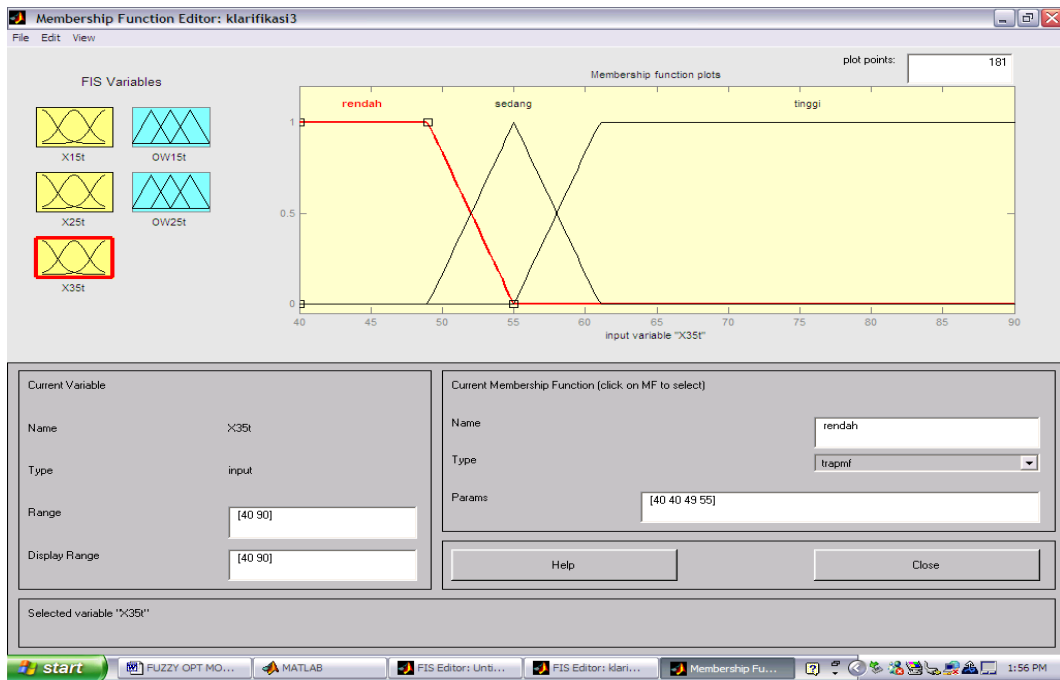 Membership Function Editor: klarifikasi3
File Edit View
FIS Variables
X15t
OW15t
X25t
OW25t
X35t
plot points:
181
Membership function plots
rendah
sedang
tinggi
1
0.5
0
40 45 50 55 60 65 70 75 80 85 90
input variable "X35t"
Current Variable
Name
X35t
Type
input
Range
[40 90]
Display Range
[40 90]
Current Membership Function (click on MF to select)
Name
rendah
Type
trapmf
Params
[40 40 49 55]
Help
Close
Selected variable "X35t"
start
FUZZY OPT MO...
MATLAB
FIS Editor: Unti...
FIS Editor: klari...
Membership Fu...
1:56 PM